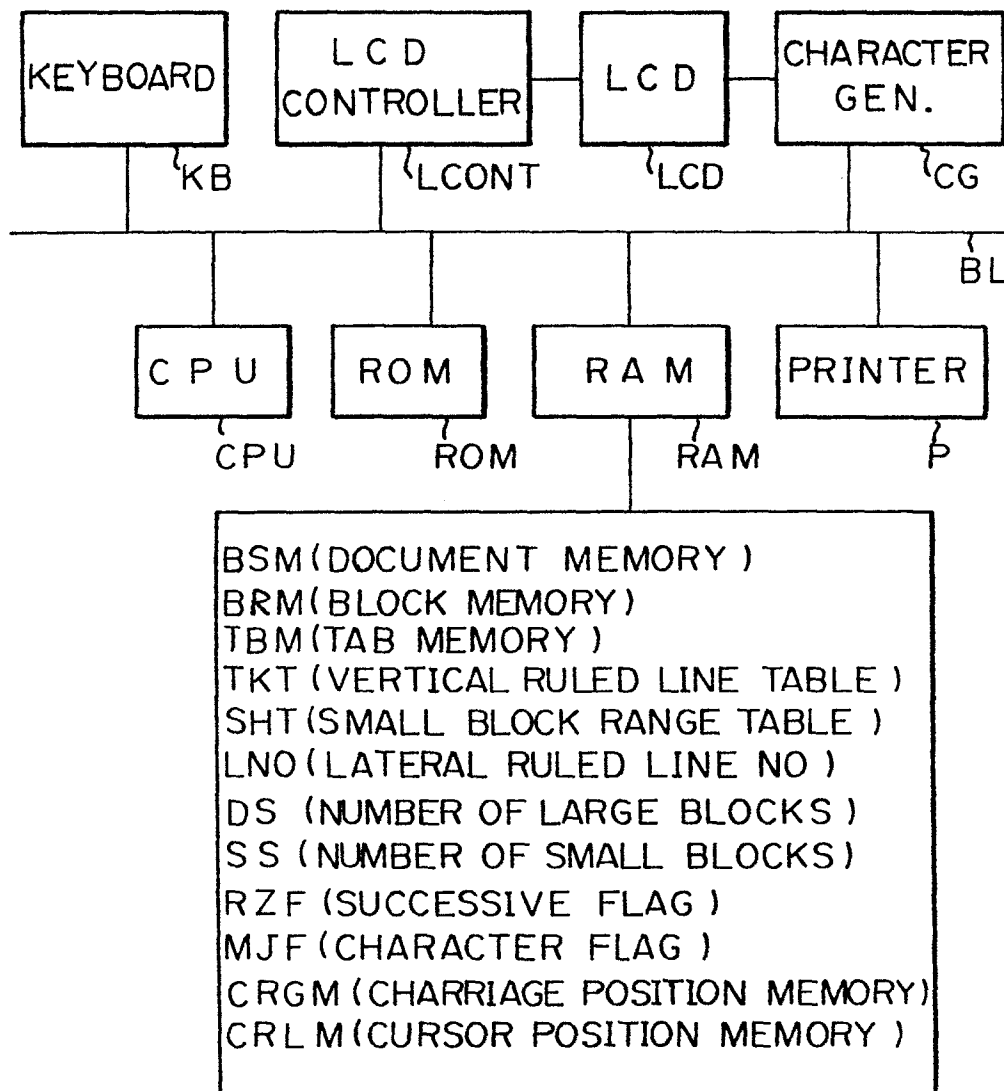 KEYBOARD
LCD
CONTROLLER
LCD
CHARACTER
GEN.
KB
LCONT
LCD
CG
BL
CPU
ROM
RAM
PRINTER
CPU
ROM
RAM
P
BSM(DOCUMENT MEMORY)
BRM(BLOCK MEMORY)
TBM(TAB MEMORY)
TKT(VERTICAL RULED LINE TABLE)
SHT(SMALL BLOCK RANGE TABLE)
LNO(LATERAL RULED LINE NO)
DS (NUMBER OF LARGE BLOCKS)
SS (NUMBER OF SMALL BLOCKS)
RZF (SUCCESSIVE FLAG)
MJF(CHARACTER FLAG)
CRGM(CHARRIAGE POSITION MEMORY)
CRLM(CURSOR POSITION MEMORY)